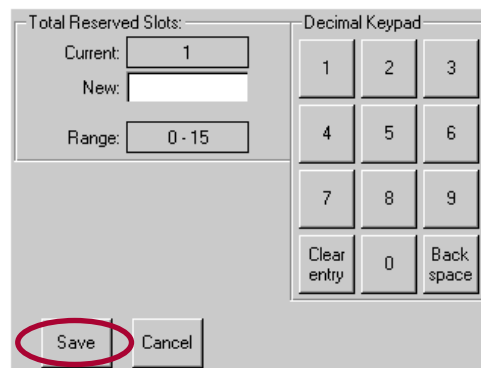 Total Reserved Slots:
Current: 1
New:
Range: 0 - 15
Decimal Keypad
1 2 3
4 5 6
7 8 9
Clear entry 0 Back space
Save Cancel